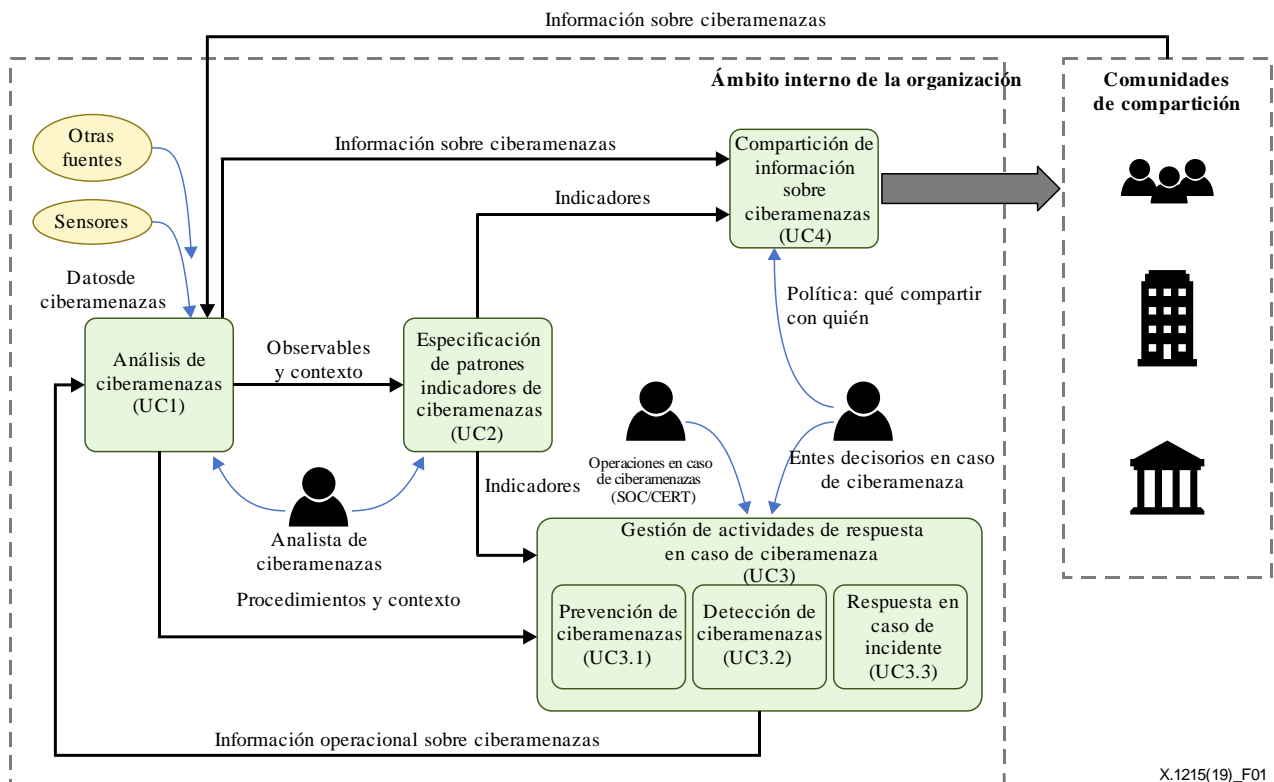 Información sobre ciberamenazas
Ámbito interno de la organización
Comunidades
de compartición
Otras
fuentes
Sensores
Información sobre ciberamenazas
Indicadores
Compartición de
información
sobre
ciberamenazas
(UC4)
Datosde
ciberamenazas
Política: qué compartir
con quién
Análisis de
ciberamenazas
(UC1)
Observables
y contexto
Especificación
de patrones
indicadores de
ciberamenazas
(UC2)
Operaciones en caso
de ciberamenazas
(SOC/CERT)
Entes decisorios en caso
de ciberamenaza
Indicadores
Analista de
ciberamenazas
Procedimientos y contexto
Gestión de actividades de respuesta
en caso de ciberamenaza
(UC3)
Prevención de
ciberamenazas
(UC3.1)
Detección de
ciberamenazas
(UC3.2)
Respuesta en
caso de
incidente
(UC3.3)
Información operacional sobre ciberamenazas
X.1215(19)_F01